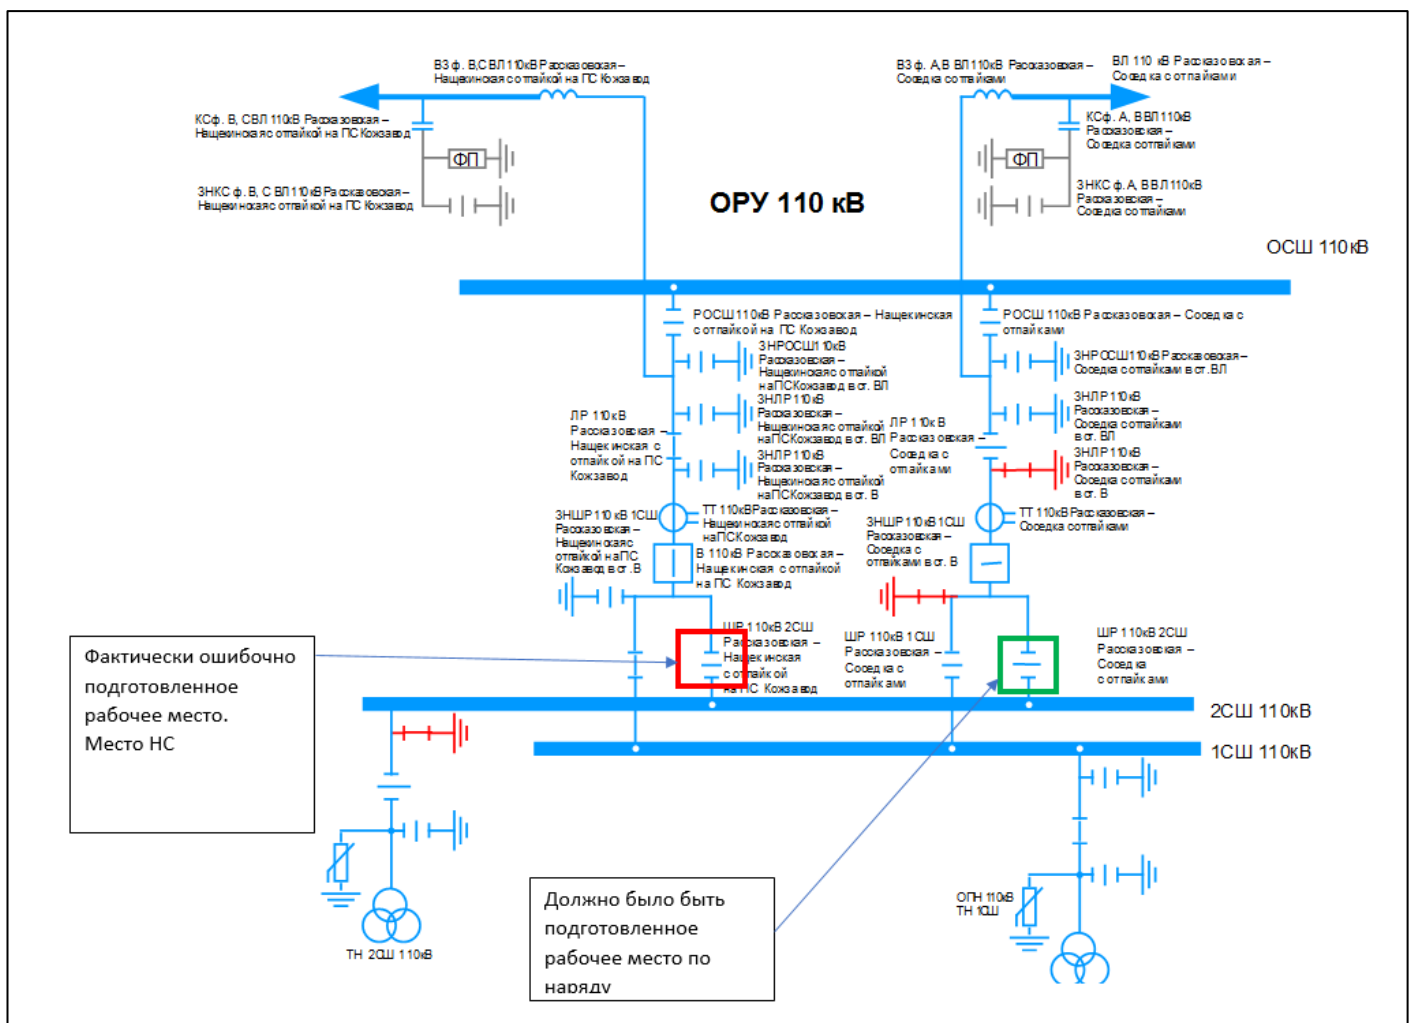 ВЗ ф. В,С ВЛ 110кВ Рассказовская –
Нащекинская с отпайкой на ПС Кожзавод
ВЗ ф. А,В ВЛ 110кВ Рассказовская –
Соседка с отпайками
ВЛ 110 кВ Рассказовская –
Соседка с отпайками
КС ф. В, С ВЛ 110кВ Рассказовская –
Нащекинская с отпайкой на ПС Кожзавод
КС ф. А, В ВЛ 110кВ
Рассказовская –
Соседка с отпайками
ФП
ФП
ЗНКС ф. В, С ВЛ 110кВ Рассказовская –
Нащекинская с отпайкой на ПС Кожзавод
ЗНКС ф. А, В ВЛ 110кВ
Рассказовская –
Соседка с отпайками
ОРУ 110 кВ
ОСШ 110кВ
РОСШ 110кВ Рассказовская – Нащекинская
с отпайкой на ПС Кожзавод
РОСШ 110кВ Рассказовская – Соседка с
отпайками
ЗНРОСШ 110кВ
Рассказовская –
Нащекинская с отпайкой
на ПС Кожзавод в ст. ВЛ
ЗНРОСШ 110кВ Рассказовская –
Соседка с отпайками в ст. ВЛ
ЗНЛР 110кВ
Рассказовская –
Нащекинская с отпайкой
на ПС Кожзавод в ст. ВЛ
ЗНЛР 110кВ
Рассказовская –
Соседка с отпайками
в ст. ВЛ
ЛР 110кВ
Рассказовская –
Нащекинская с
отпайкой на ПС
Кожзавод
ЛР 110кВ
Рассказовская –
Соседка с
отпайками
ЗНЛР 110кВ
Рассказовская –
Нащекинская с отпайкой
на ПС Кожзавод в ст. В
ЗНЛР 110кВ
Рассказовская –
Соседка с отпайками
в ст. В
ЗНШР 110кВ 1СШ
Рассказовская –
Нащекинская с
отпайкой на ПС
Кожзавод в ст. В
ТТ 110кВ Рассказовская –
Нащекинская с отпайкой
на ПС Кожзавод
ЗНШР 110кВ 1СШ
Рассказовская –
Соседка с
отпайками в ст. В
ТТ 110кВ Рассказовская –
Соседка с отпайками
В 110кВ Рассказовская –
Нащекинская с отпайкой
на ПС Кожзавод
ШР 110кВ 2СШ
Рассказовская –
Нащекинская
с отпайкой
на ПС Кожзавод
ШР 110кВ 1СШ
Рассказовская –
Соседка с
отпайками
ШР 110кВ 2СШ
Рассказовская –
Соседка
с отпайками
Фактически ошибочно
подготовленное
рабочее место.
Место НС
2СШ 110кВ
1СШ 110кВ
Должно было быть
подготовленное
рабочее место по
наряду
ОПН 110кВ
ТН 1СШ
ТН 2СШ 110кВ